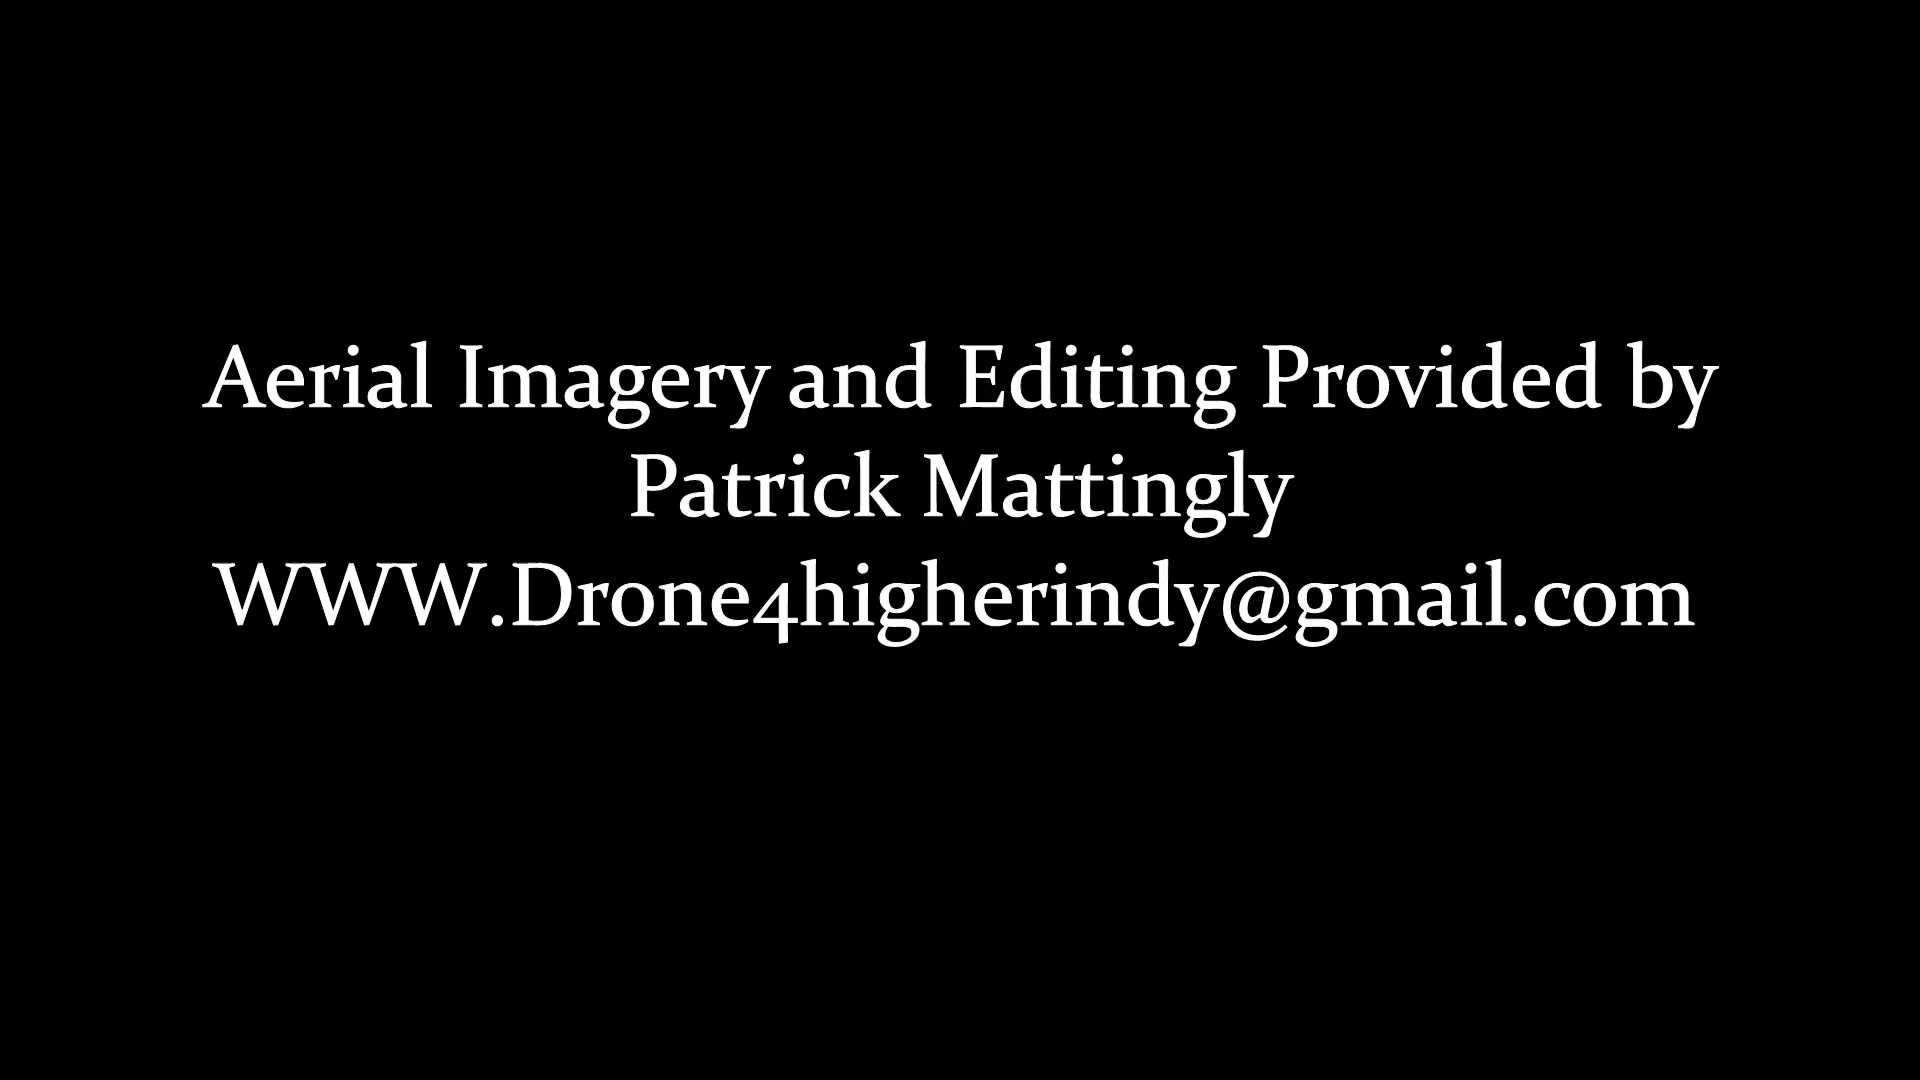 Aerial Imagery and Editing Provided by
Patrick Mattingly
WWW.Drone4higherindy@gmail.com